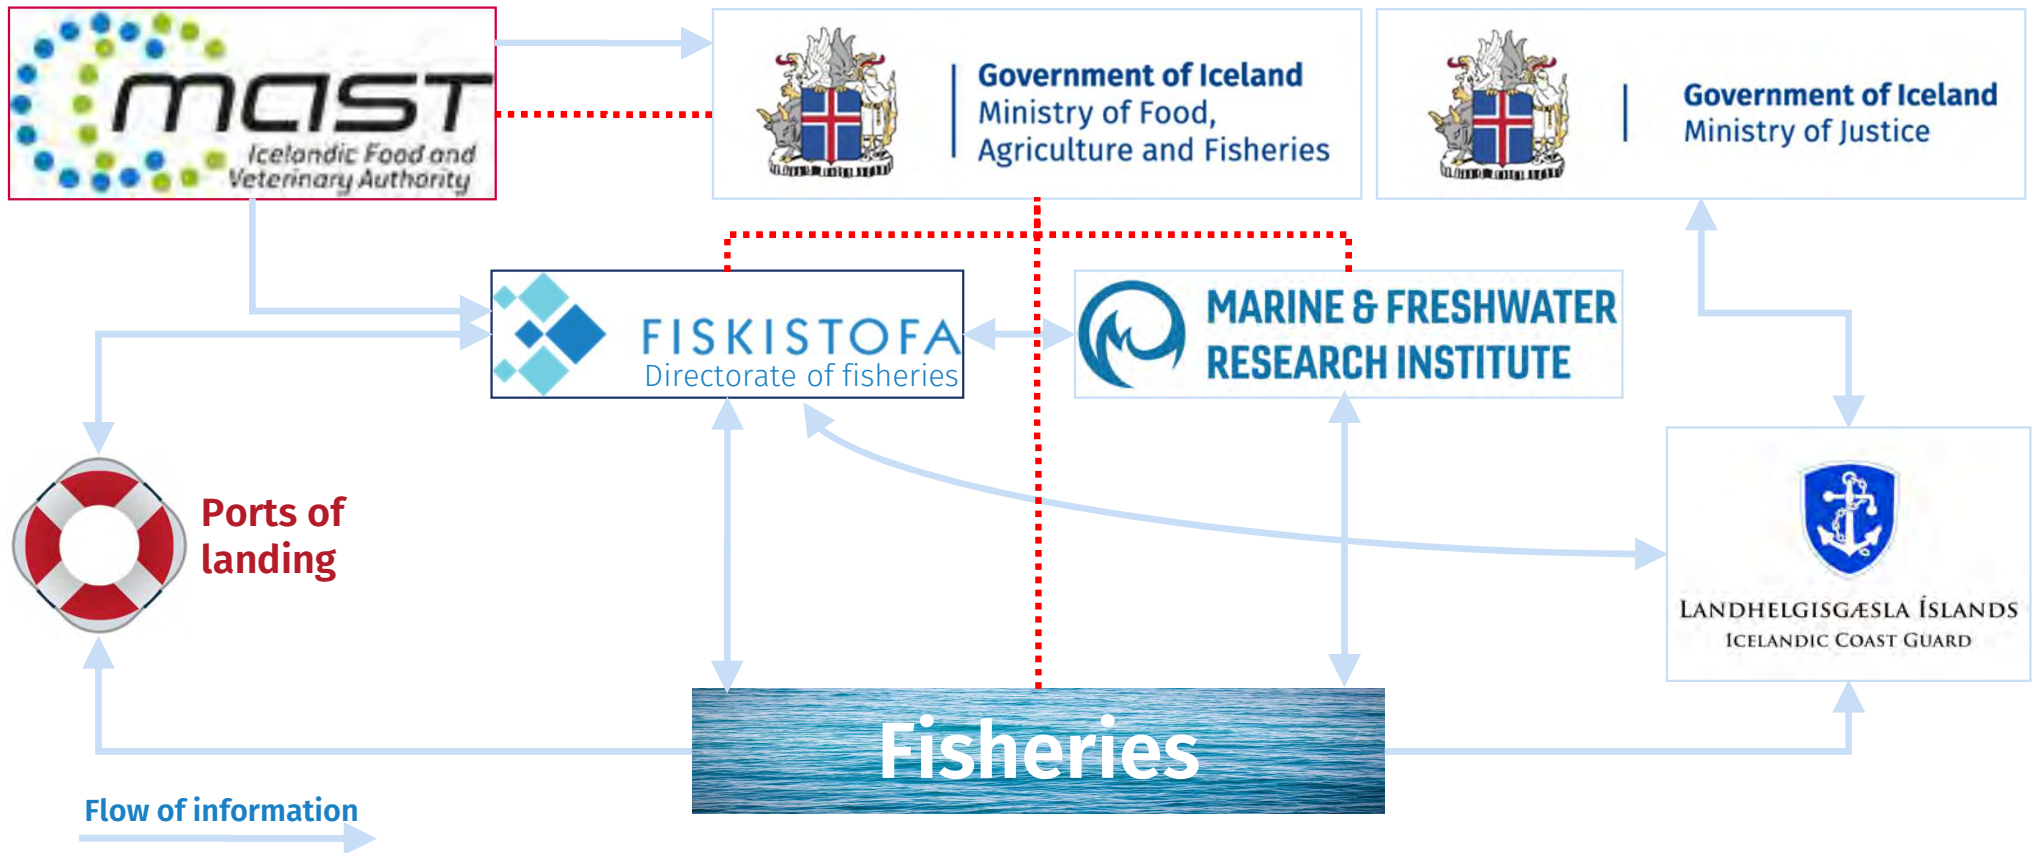 mast
Icelandic Food and
Veterinary Authority
Government of Iceland
Ministry of Food,
Agriculture and Fisheries
Government of Iceland
Ministry of Justice
FISKISTOFA
Directorate of fisheries
MARINE & FRESHWATER
RESEARCH INSTITUTE
Ports of
landing
LANDHELGISGÆSLA ÍSLANDS
ICELANDIC COAST GUARD
Fisheries
Flow of information